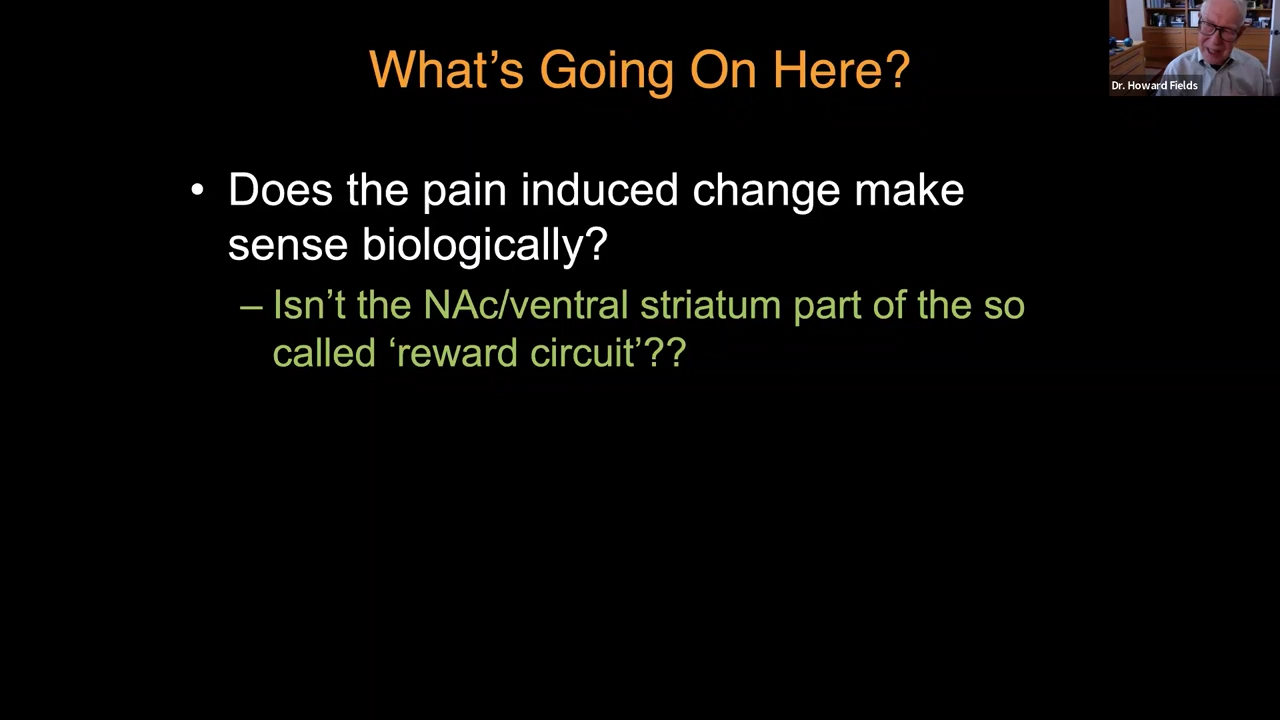 What’s Going On Here?
Dr. Howard Fields
• Does the pain induced change make
sense biologically?
– Isn’t the NAc/ventral striatum part of the so
called ‘reward circuit’??